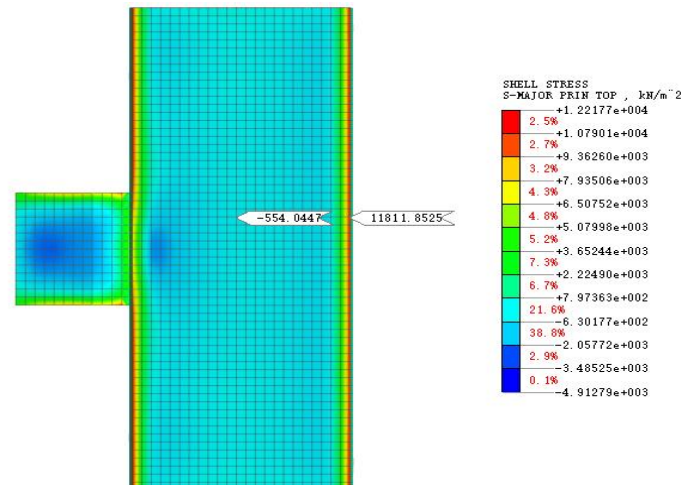 SHELL STRESS
S-MAJOR PRIN TOP , kN/m¨2
+1.22177e+004
2.5%
+1.07901e+004
2.7%
+9.36260e+003
3.2%
+7.93506e+003
4.3%
+6.50752e+003
4.8%
+5.07998e+003
5.2%
+3.65244e+003
7.3%
+2.22490e+003
6.7%
+7.97363e+002
21.6%
-6.30177e+002
38.8%
-2.05772e+003
2.9%
-3.48525e+003
0.1%
-4.91279e+003
-554.0447
11811.8525